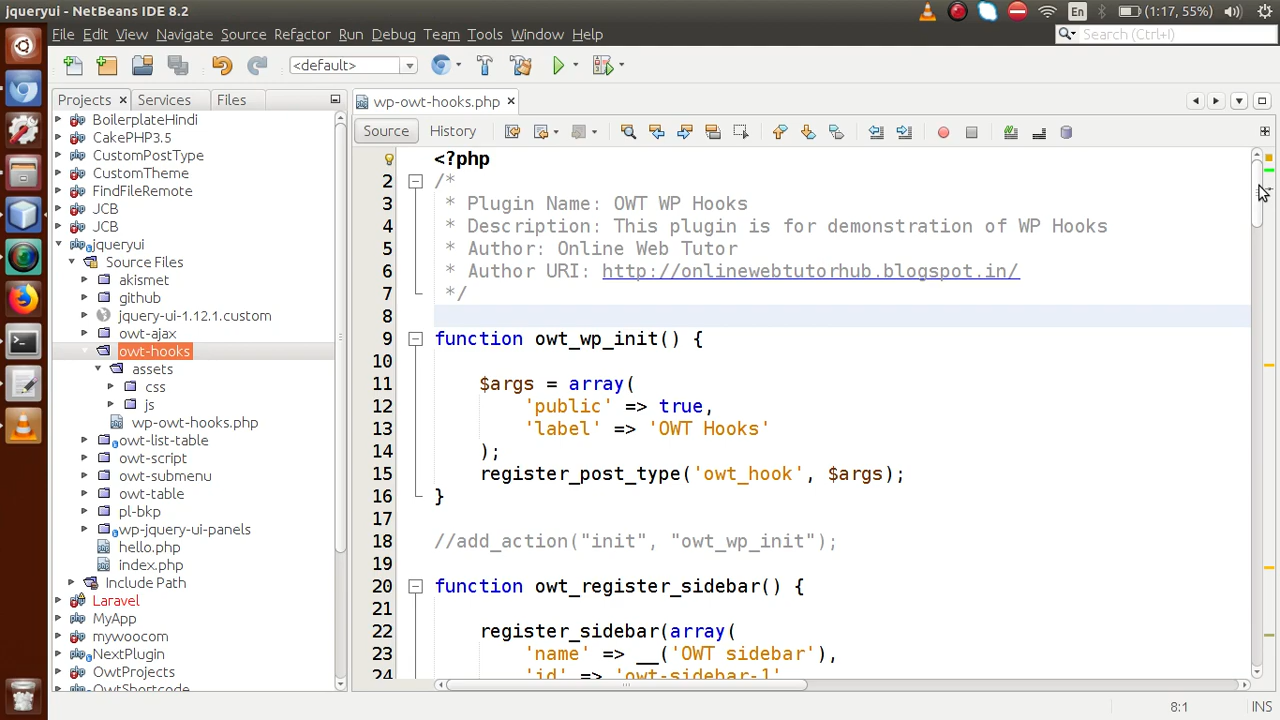 jqueryui - NetBeans IDE 8.2
En
(1:17, 55%)
File Edit View Navigate Source Refactor Run Debug Team Tools Window Help
Search (Ctrl+I)
<default>
Projects
Services
Files
BoilerplateHindi
CakePHP3.5
CustomPostType
CustomTheme
FindFileRemote
JCB
JCB
jqueryui
Source Files
akismet
github
jquery-ui-1.12.1.custom
owt-ajax
owt-hooks
assets
css
js
wp-owt-hooks.php
owt-list-table
owt-script
owt-submenu
owt-table
pl-bkp
wp-jquery-ui-panels
hello.php
index.php
Include Path
Laravel
MyApp
mywoocom
NextPlugin
OwtProjects
OwtShortcode
wp-owt-hooks.php
Source
History
<?php
2 /*
3 * Plugin Name: OWT WP Hooks
4 * Description: This plugin is for demonstration of WP Hooks
5 * Author: Online Web Tutor
6 * Author URI: http://onlinewebtutorhub.blogspot.in/
7 */
8
9 function owt_wp_init() {
10
11 $args = array(
12 'public' => true,
13 'label' => 'OWT Hooks'
14 );
15 register_post_type('owt_hook', $args);
16 }
17
18 //add_action("init", "owt_wp_init");
19
20 function owt_register_sidebar() {
21
22 register_sidebar(array(
23 'name' => __('OWT sidebar'),
24 'id' => 'owt-sidebar-1'
8:1
INS